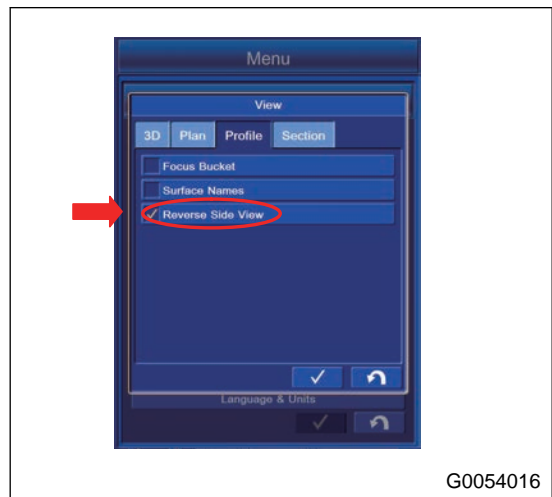 Menu
View
3D Plan Profile Section
Focus Bucket
Surface Names
Reverse Side View
Language & Units
G0054016